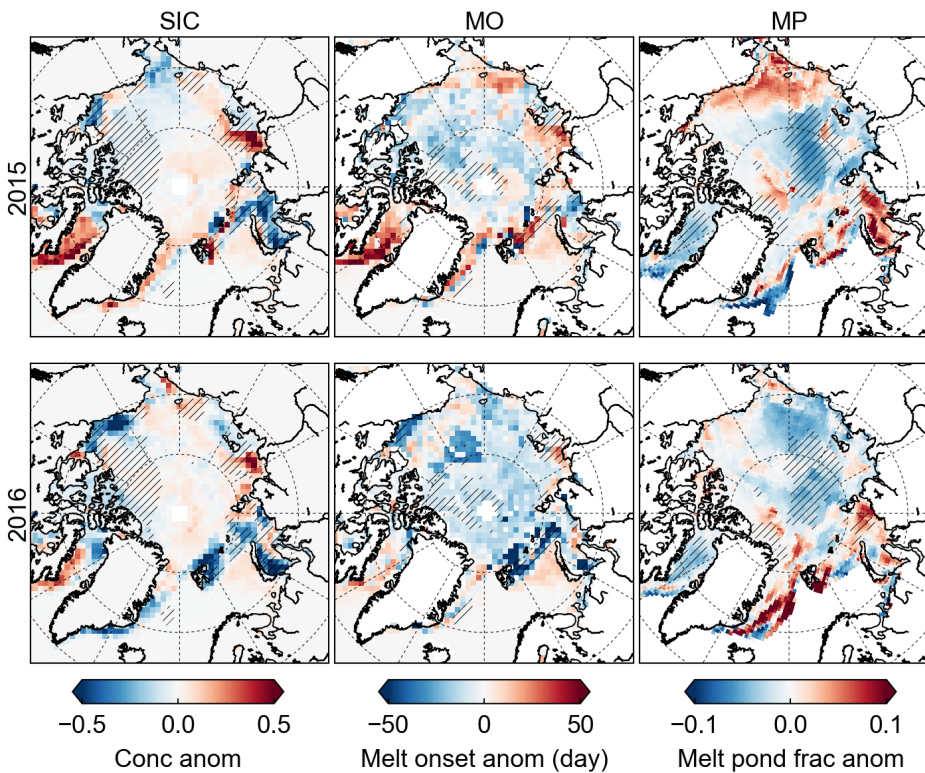 SIC MO MP
2015
2016
−0.5 0.0 0.5 −50 0 50 −0.1 0.0 0.1
Conc anom Melt onset anom (day) Melt pond frac anom